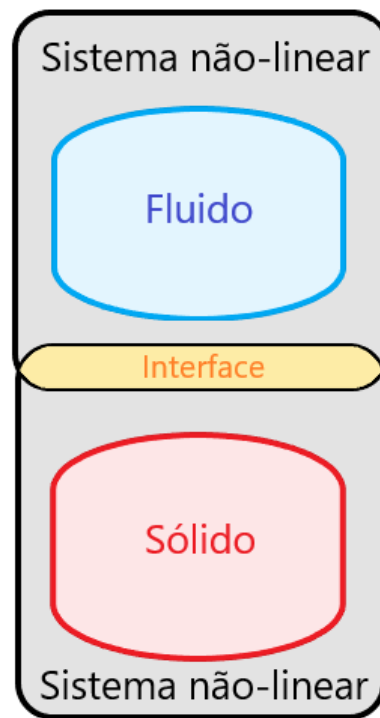 Sistema não-linear
Fluido
Interface
Sólido
Sistema não-linear